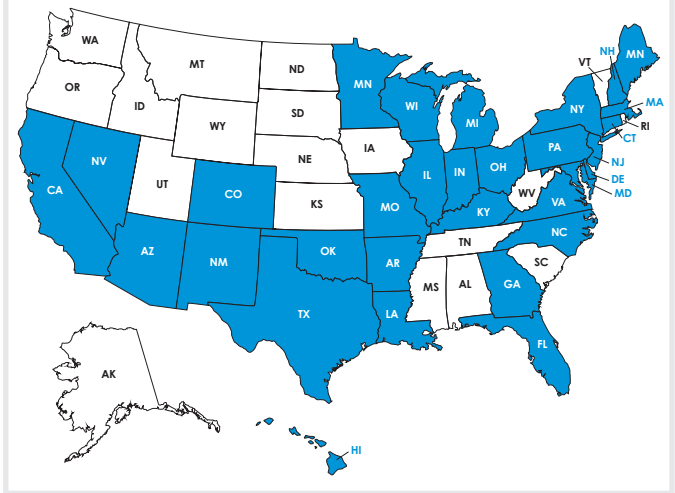 WA
MT
ND
MN
OR
ID
SD
WI
MI
VT
NH
MN
WY
NY
MA
RI
CT
NE
IA
PA
NJ
NV
UT
CO
IL
IN
OH
DE
MD
CA
KS
MO
WV
VA
KY
NC
AZ
NM
OK
TN
AR
SC
TX
LA
MS
AL
GA
FL
AK
HI